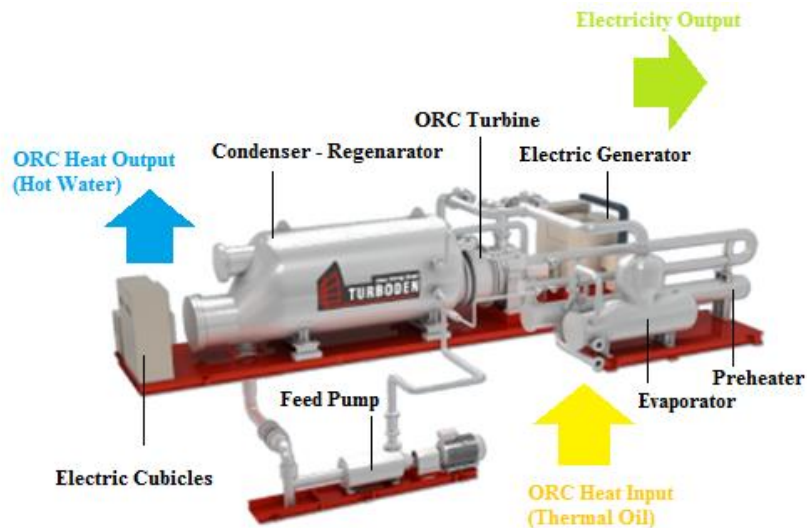 Electricity Output
ORC Turbine
ORC Heat Output
(Hot Water)
Condenser - Regenarator
Electric Generator
TURBODEN
Preheater
Evaporator
Feed Pump
Electric Cubicles
ORC Heat Input
(Thermal Oil)